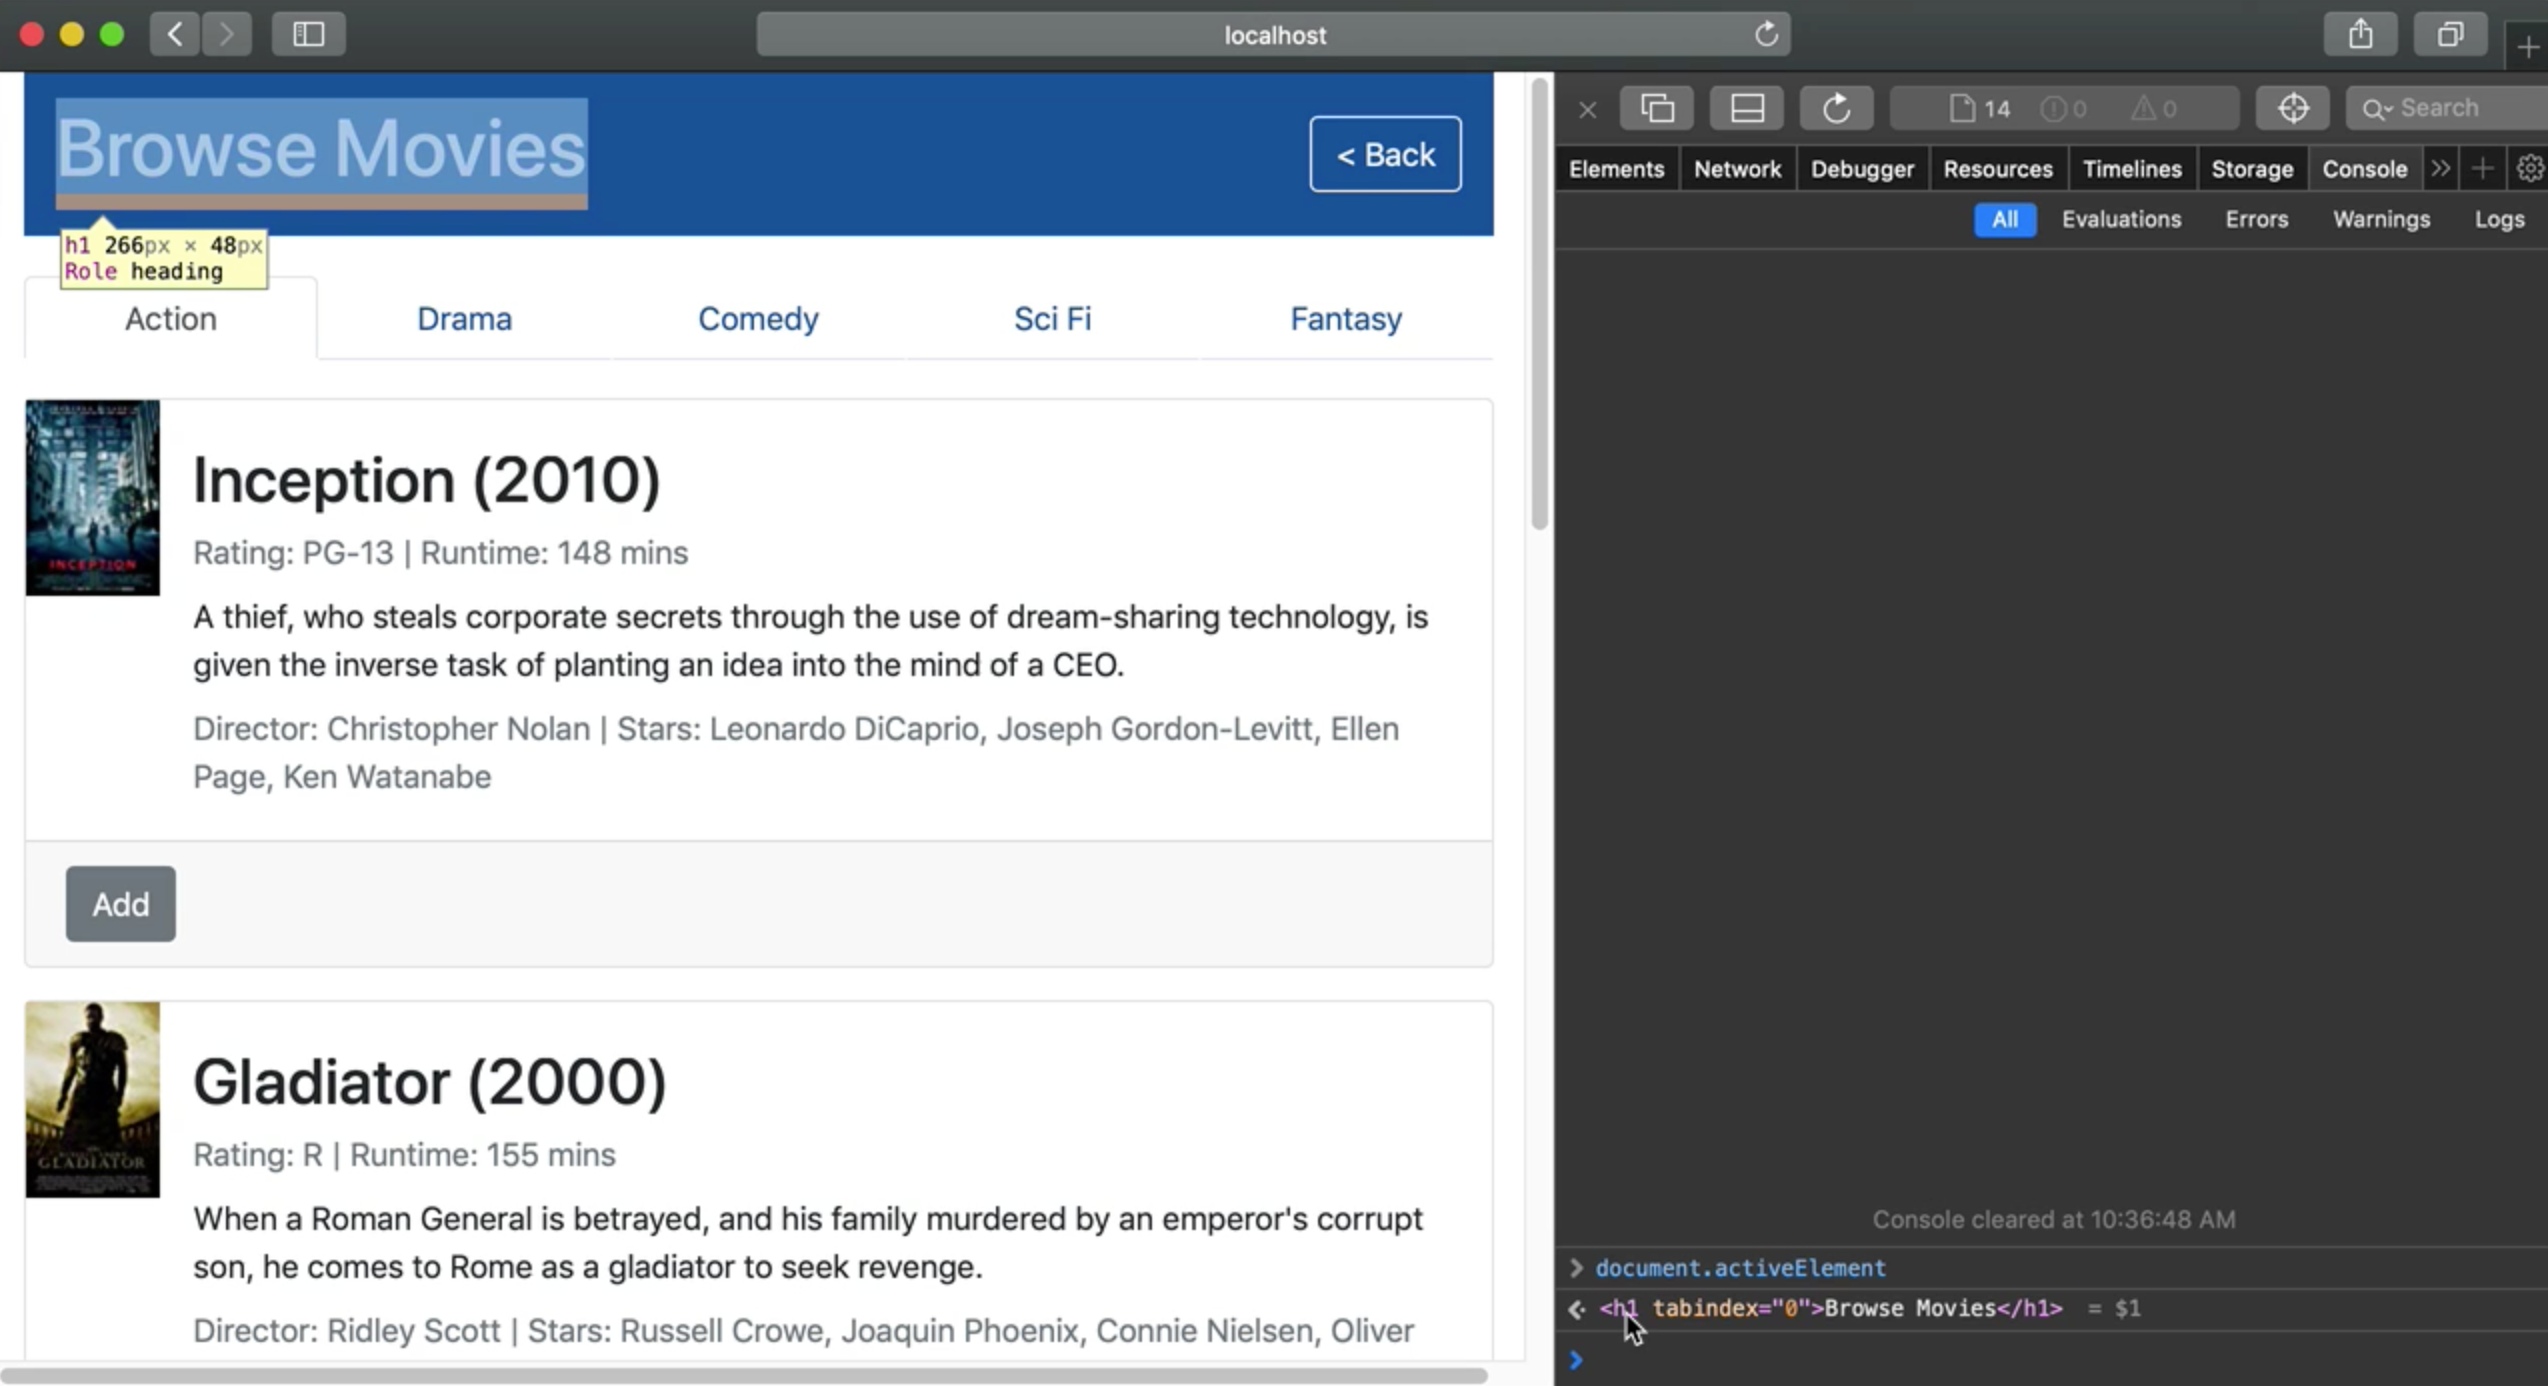 localhost
Browse Movies
< Back
h1 266px × 48px
Role heading
Action
Drama
Comedy
Sci Fi
Fantasy
INCEPTION
Inception (2010)
Rating: PG-13 | Runtime: 148 mins
A thief, who steals corporate secrets through the use of dream-sharing technology, is
given the inverse task of planting an idea into the mind of a CEO.
Director: Christopher Nolan | Stars: Leonardo DiCaprio, Joseph Gordon-Levitt, Ellen
Page, Ken Watanabe
Add
GLADIATOR
Gladiator (2000)
Rating: R | Runtime: 155 mins
When a Roman General is betrayed, and his family murdered by an emperor's corrupt
son, he comes to Rome as a gladiator to seek revenge.
Director: Ridley Scott | Stars: Russell Crowe, Joaquin Phoenix, Connie Nielsen, Oliver
14
0
0
Search
Elements
Network
Debugger
Resources
Timelines
Storage
Console
All
Evaluations
Errors
Warnings
Logs
Console cleared at 10:36:48 AM
document.activeElement
<h1 tabindex="0">Browse Movies</h1> = $1